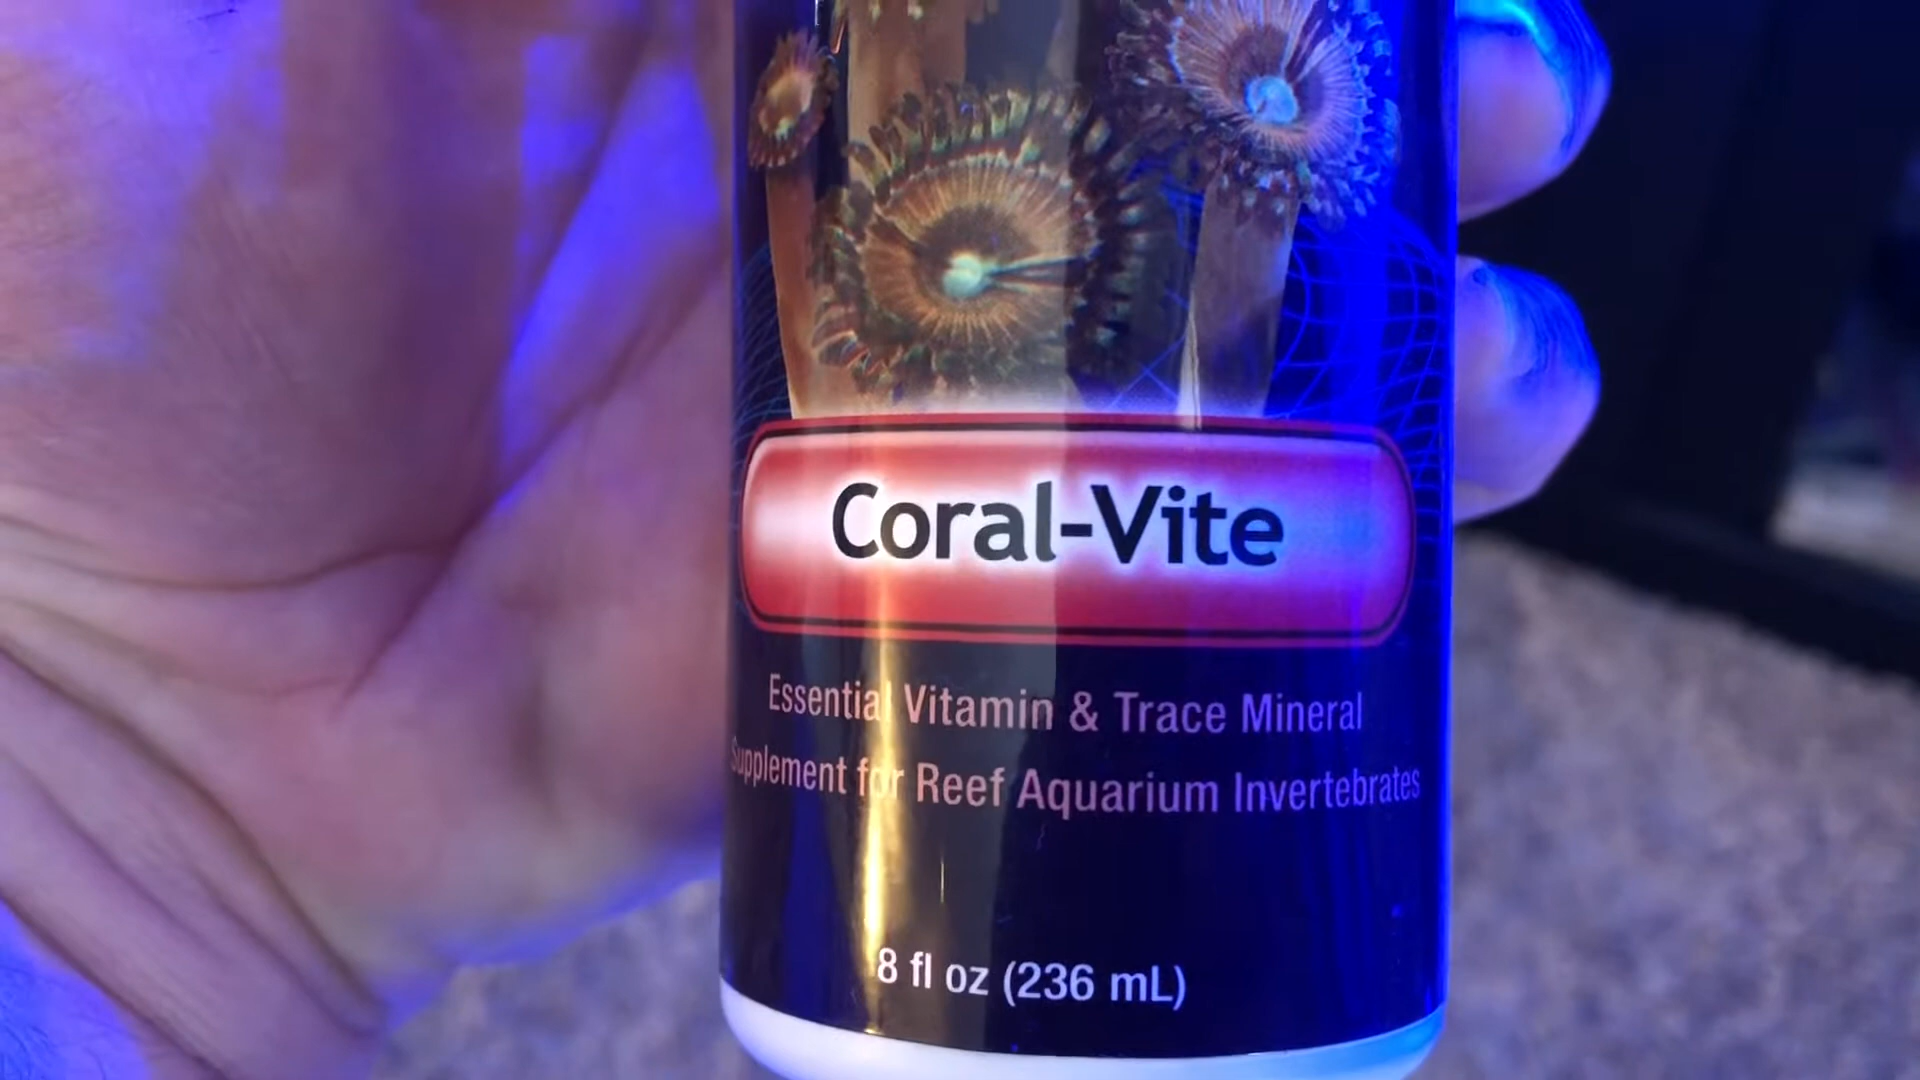 Coral-Vite
Essential Vitamin & Trace Mineral
Supplement for Reef Aquarium Invertebrates
8 fl oz (236 mL)